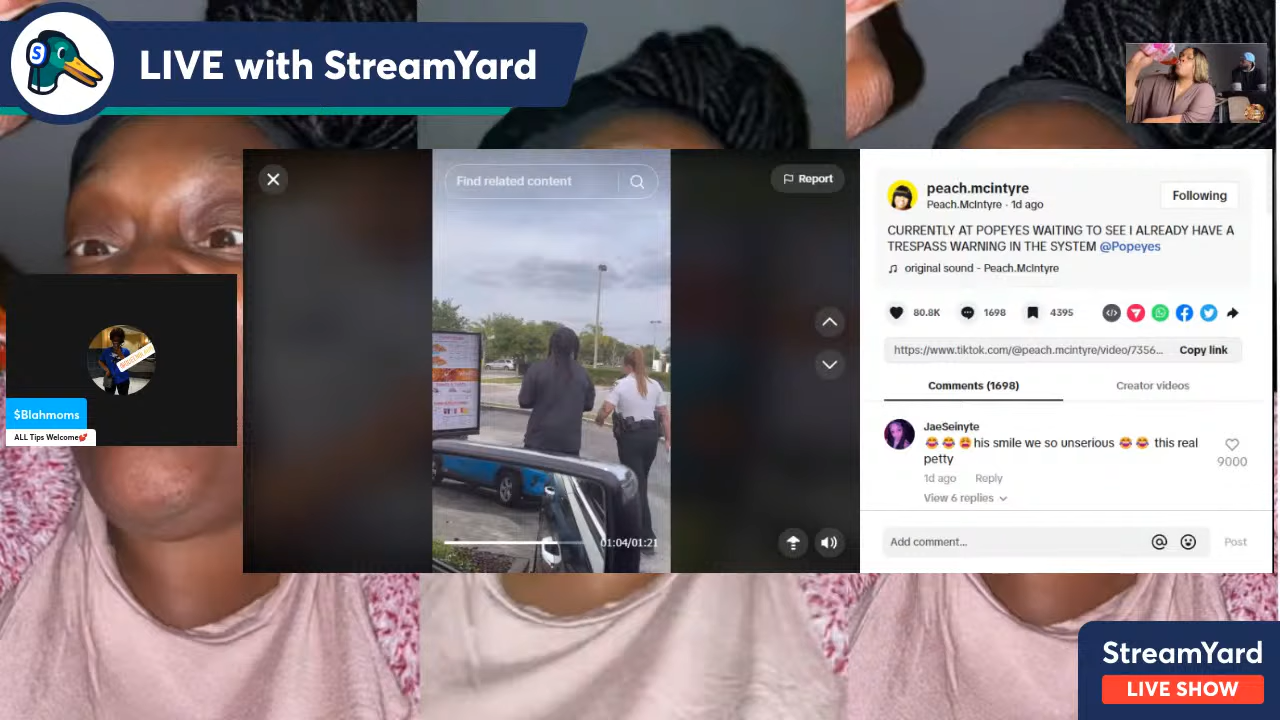 S
LIVE with StreamYard
Find related content
Report
peach.mcintyre
Peach.McIntyre · 1d ago
Following
CURRENTLY AT POPEYES WAITING TO SEE I ALREADY HAVE A
TRESPASS WARNING IN THE SYSTEM @Popeyes
original sound - Peach.McIntyre
80.8K
1698
4395
https://www.tiktok.com/@peach.mcintyre/video/7356...
Copy link
Comments (1698)
Creator videos
JaeSeinyte
😂😂😩his smile we so unserious 😂😂 this real
petty
9000
1d ago Reply
View 6 replies
Add comment...
Post
01:04/01:21
$Blahmoms
ALL Tips Welcome💋
StreamYard
LIVE SHOW